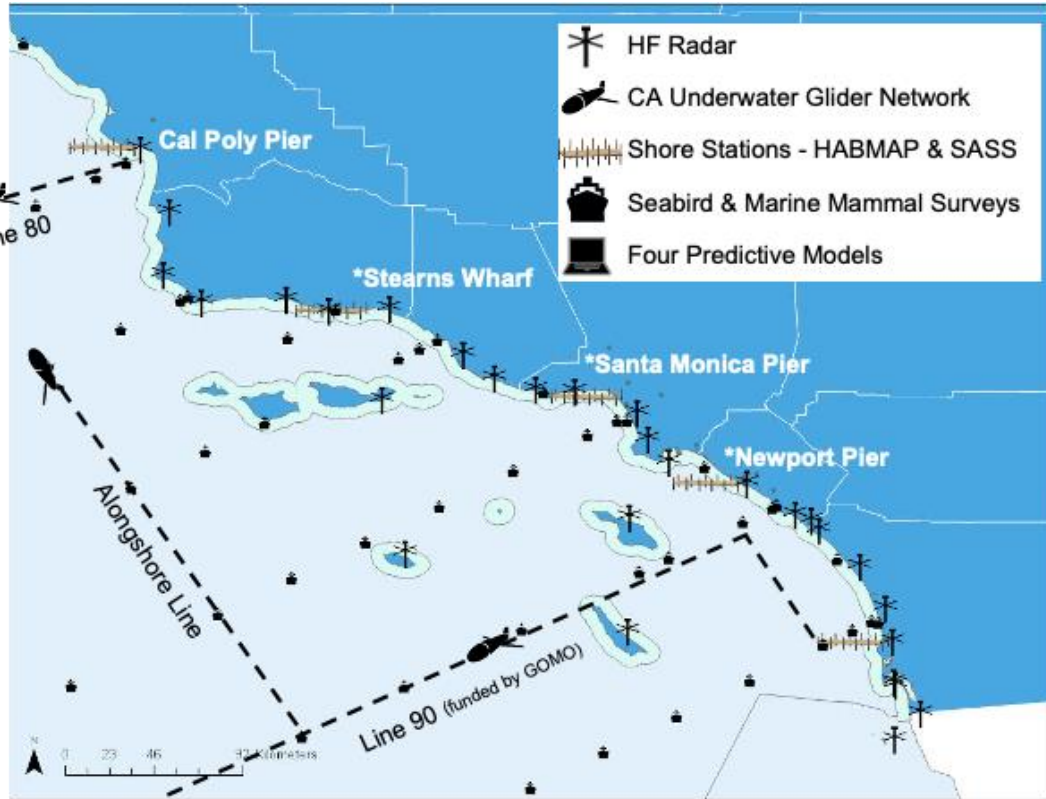 HF Radar
CA Underwater Glider Network
Shore Stations - HABMAP & SASS
Seabird & Marine Mammal Surveys
Four Predictive Models
Cal Poly Pier
ne 80
*Stearns Wharf
*Santa Monica Pier
*Newport Pier
Alongshore Line
Line 90 (funded by GOMO)
N
0 23 46 92 Kilometers